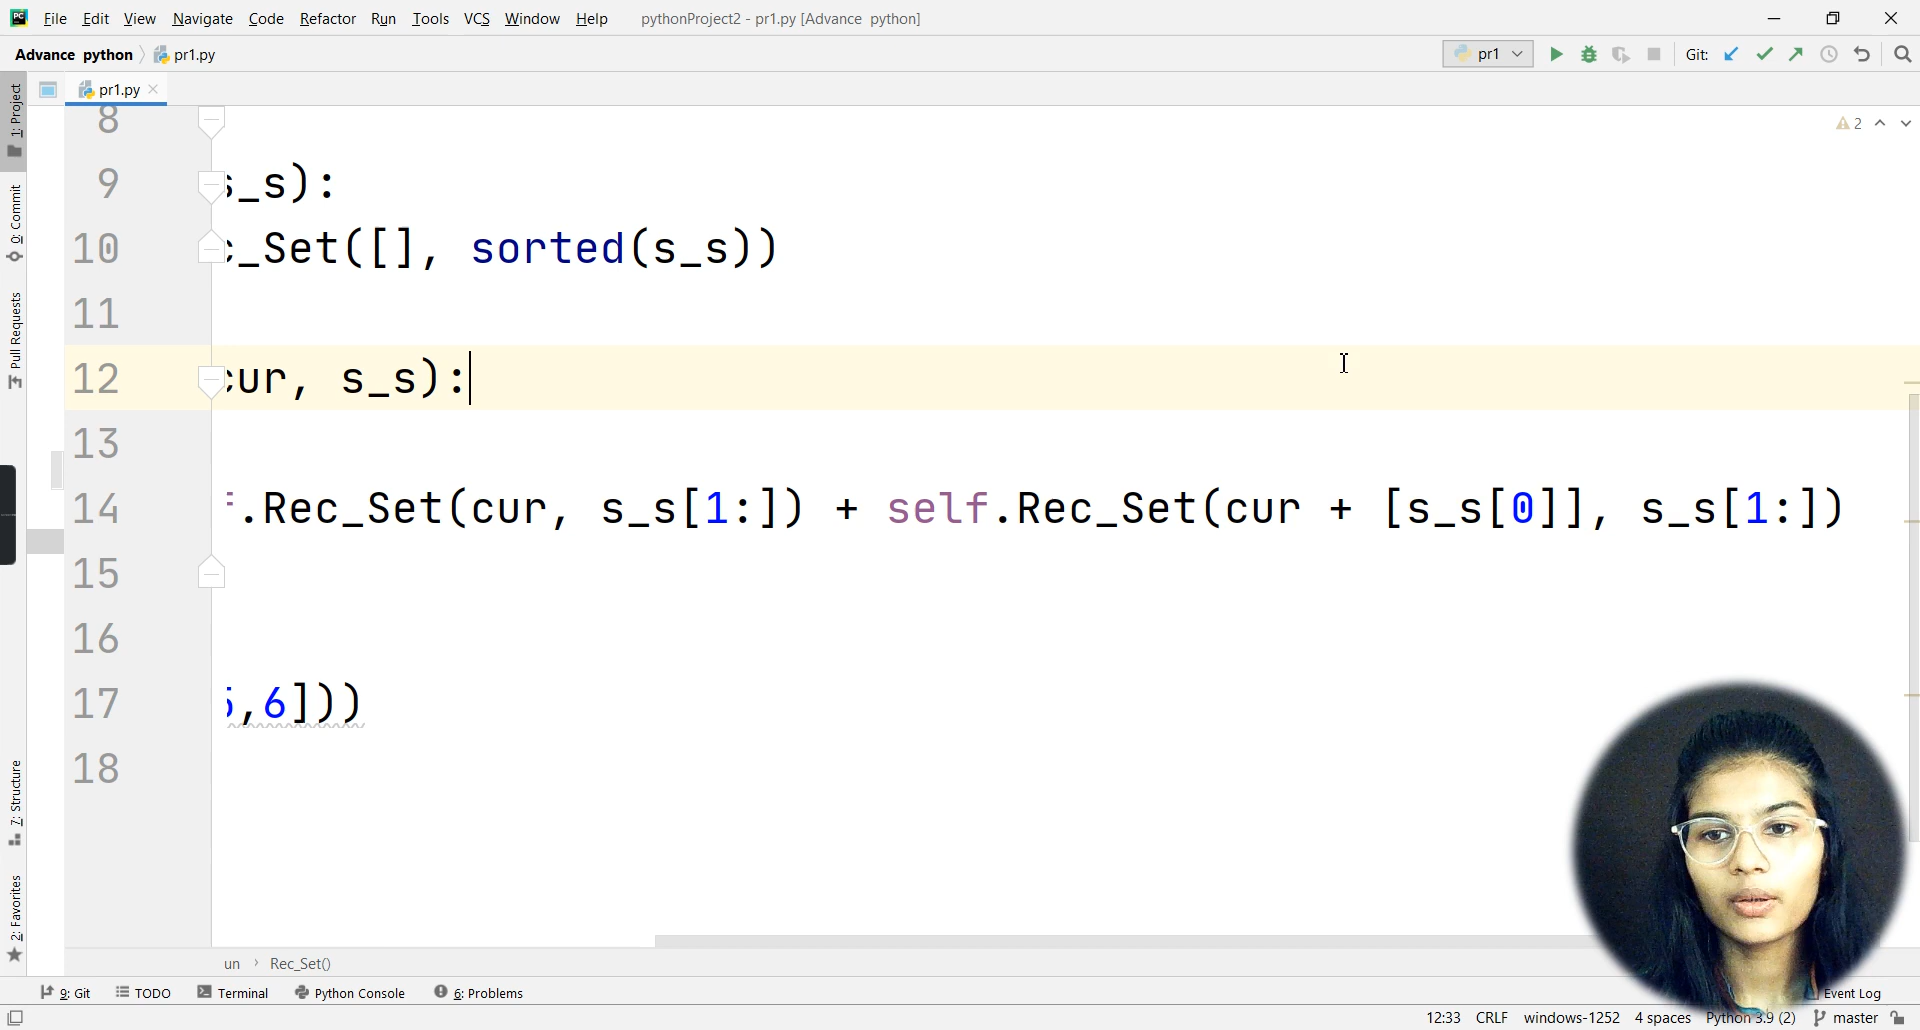 File Edit View Navigate Code Refactor Run Tools VCS Window Help pythonProject2 - pr1.py [Advance python]
Advance python pr1.py
pr1 Git:
1: Project
pr1.py
0: Commit
Pull Requests
7: Structure
2: Favorites
2
8
9 s_s):
10 c_Set([], sorted(s_s))
11
12 cur, s_s):
13
14 f.Rec_Set(cur, s_s[1:]) + self.Rec_Set(cur + [s_s[0]], s_s[1:])
15
16
17 5,6]))
18
un > Rec_Set()
9: Git TODO Terminal Python Console 6: Problems Event Log
12:33 CRLF windows-1252 4 spaces Python 3.9 (2) master